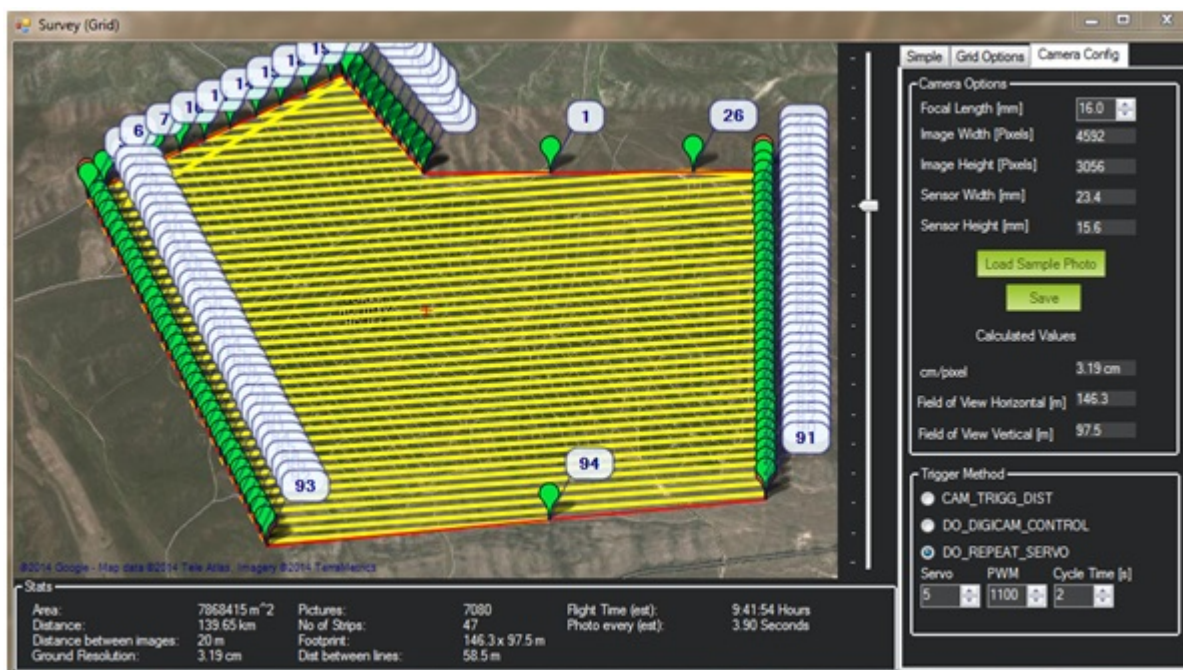 Survey (Grid)
Simple Grid Options Camera Config
Camera Options
Focal Length [mm] 16.0
Image Width [Pixels] 4592
Image Height [Pixels] 3056
Sensor Width [mm] 23.4
Sensor Height [mm] 15.6
Load Sample Photo
Save
Calculated Values
cm/pixel 3.19 cm
Field of View Horizontal [m] 146.3
Field of View Vertical [m] 97.5
Trigger Method
CAM_TRIGG_DIST
DO_DIGICAM_CONTROL
DO_REPEAT_SERVO
Servo PWM Cycle Time [s]
5 1100 2
6 7
1 26
91
93
94
©2014 Google - Map data ©2014 Tele Atlas, Imagery ©2014 TerraMetrics
Stats
Area: 7868415 m^2 Pictures: 7080 Flight Time (est): 9:41:54 Hours
Distance: 139.65 km No of Strips: 47 Photo every (est): 3.90 Seconds
Distance between images: 20 m Footprint: 146.3 x 97.5 m
Ground Resolution: 3.19 cm Dist between lines: 58.5 m